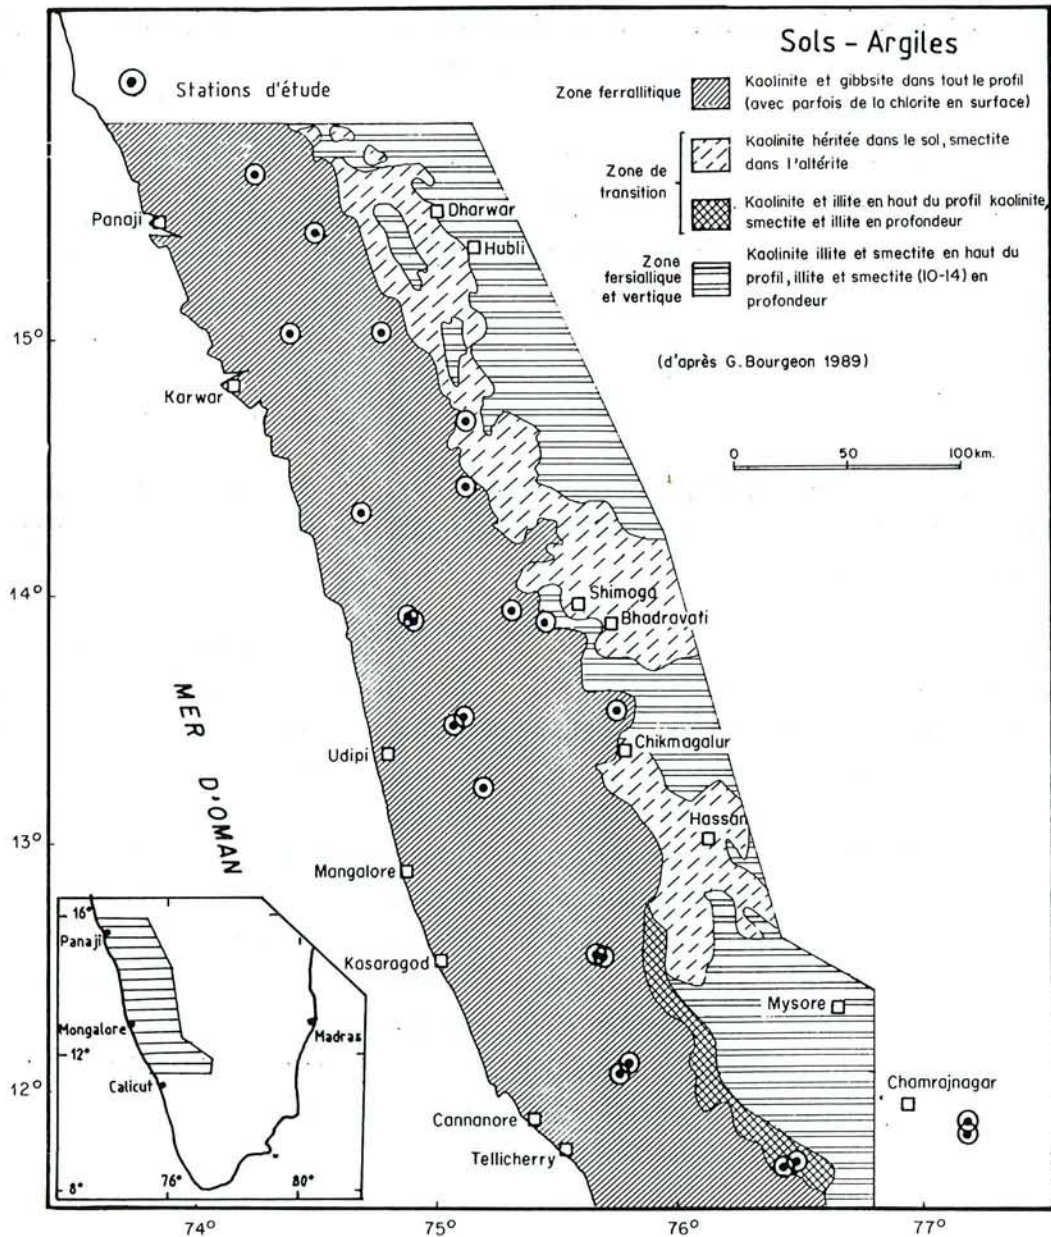 Sols - Argiles
Stations d'étude
Zone ferrallitique
Kaolinite et gibbsite dans tout le profil
(avec parfois de la chlorite en surface)
Zone de
transition
Kaolinite héritée dans le sol, smectite
dans l'altérite
Kaolinite et illite en haut du profil kaolinite,
smectite et illite en profondeur
Zone
fersiallique
et vertique
Kaolinite illite et smectite en haut du
profil, illite et smectite (10-14) en
profondeur
(d'après G. Bourgeon 1989)
0 50 100 km.
Panaji
Dharwar
Hubli
15°
Karwar
14°
Shimoga
Bhadravati
MER D'OMAN
Udipi
Chikmagalur
13°
Hassan
Mangalore
Kasaragod
Mysore
12°
Chamrajnagar
Cannanore
Tellicherry
16°
Panaji
Mongalore
Madras
12°
Calicut
8°
76°
80°
74°
75°
76°
77°